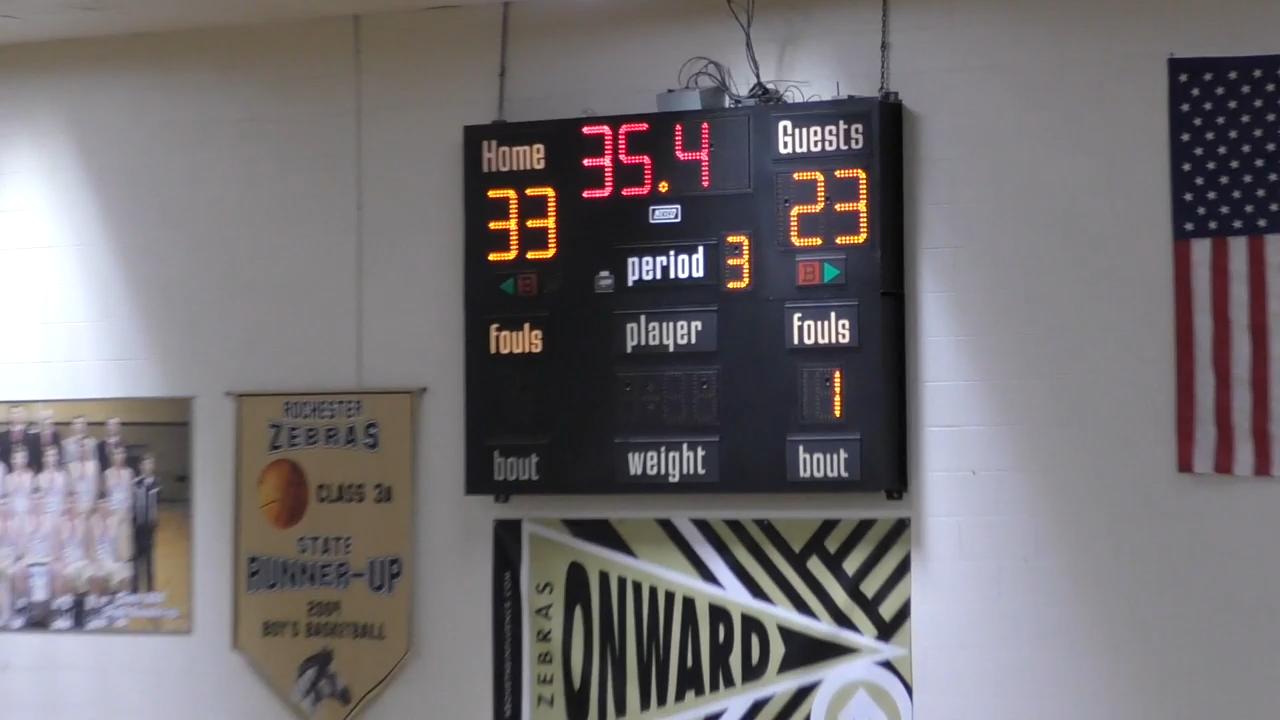 Home
35.4
Guests
33
23
period 3
B
B
fouls
player
fouls
1
bout
weight
bout
ROCHESTER
ZEBRAS
CLASS 3A
STATE
RUNNER-UP
BOY'S BASKETBALL
ZEBRAS
ONWARD